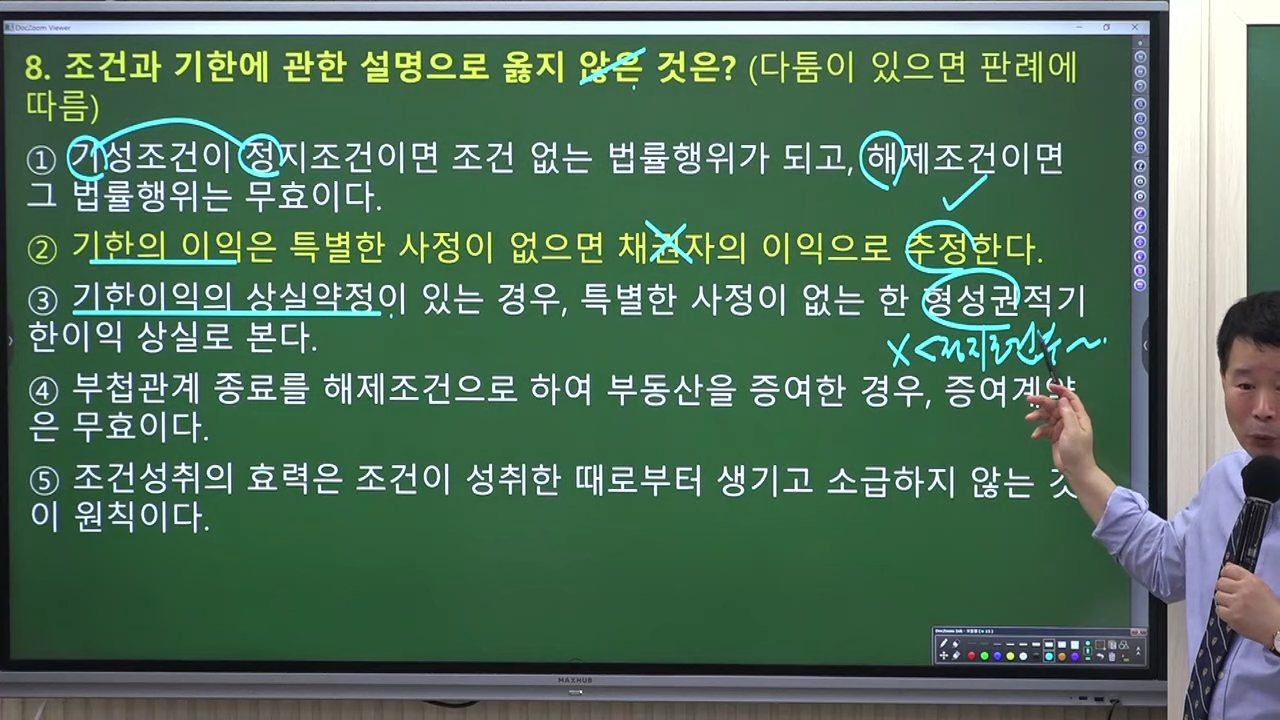 DocZoom Viewer
8. 조건과 기한에 관한 설명으로 옳지 않은 것은? (다툼이 있으면 판례에
따름)
① 기성조건이 정지조건이면 조건 없는 법률행위가 되고, 해제조건이면
그 법률행위는 무효이다.
② 기한의 이익은 특별한 사정이 없으면 채권자의 이익으로 추정한다.
③ 기한이익의 상실약정이 있는 경우, 특별한 사정이 없는 한 형성권적기
한이익 상실로 본다.
X < 정지조건부 ~
④ 부첩관계 종료를 해제조건으로 하여 부동산을 증여한 경우, 증여계약
은 무효이다.
⑤ 조건성취의 효력은 조건이 성취한 때로부터 생기고 소급하지 않는 것
이 원칙이다.
MAXHUB